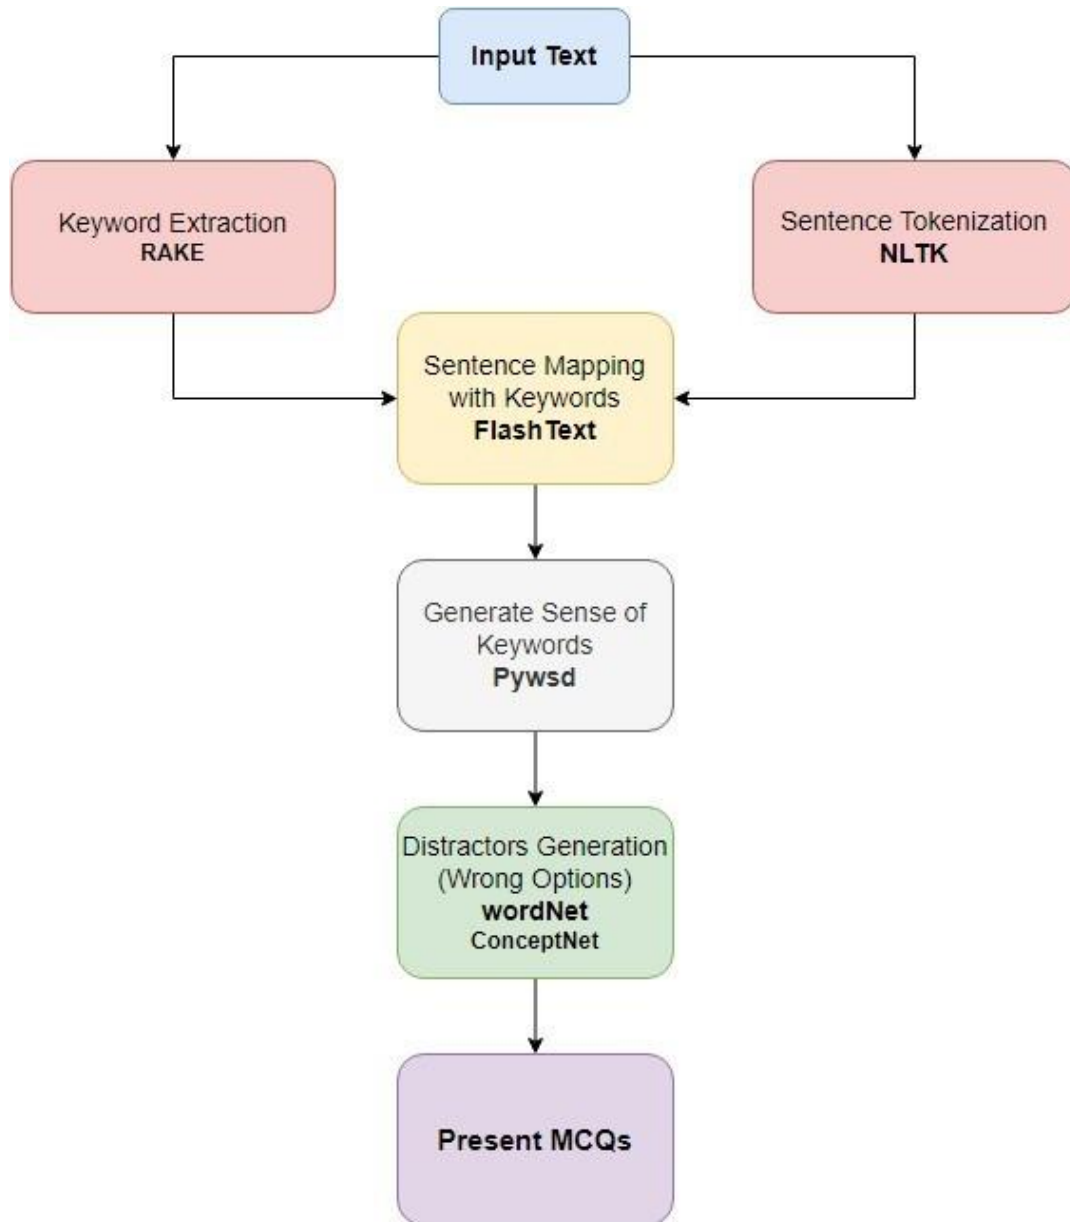 Input Text
Keyword Extraction
RAKE
Sentence Tokenization
NLTK
Sentence Mapping
with Keywords
FlashText
Generate Sense of
Keywords
Pywsd
Distractors Generation
(Wrong Options)
wordNet
ConceptNet
Present MCQs